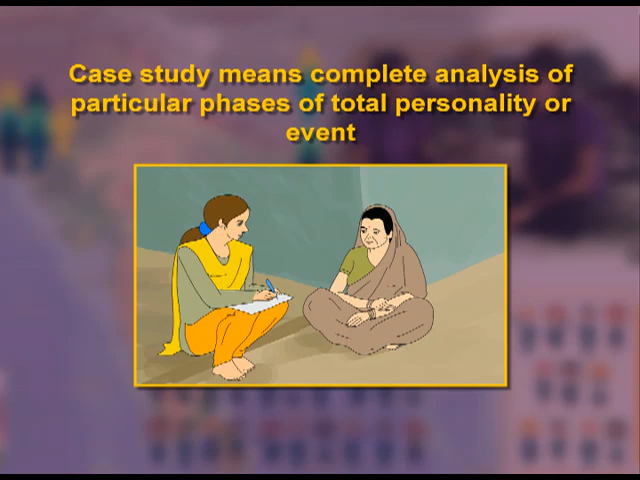 Case study means complete analysis of
particular phases of total personality or
event